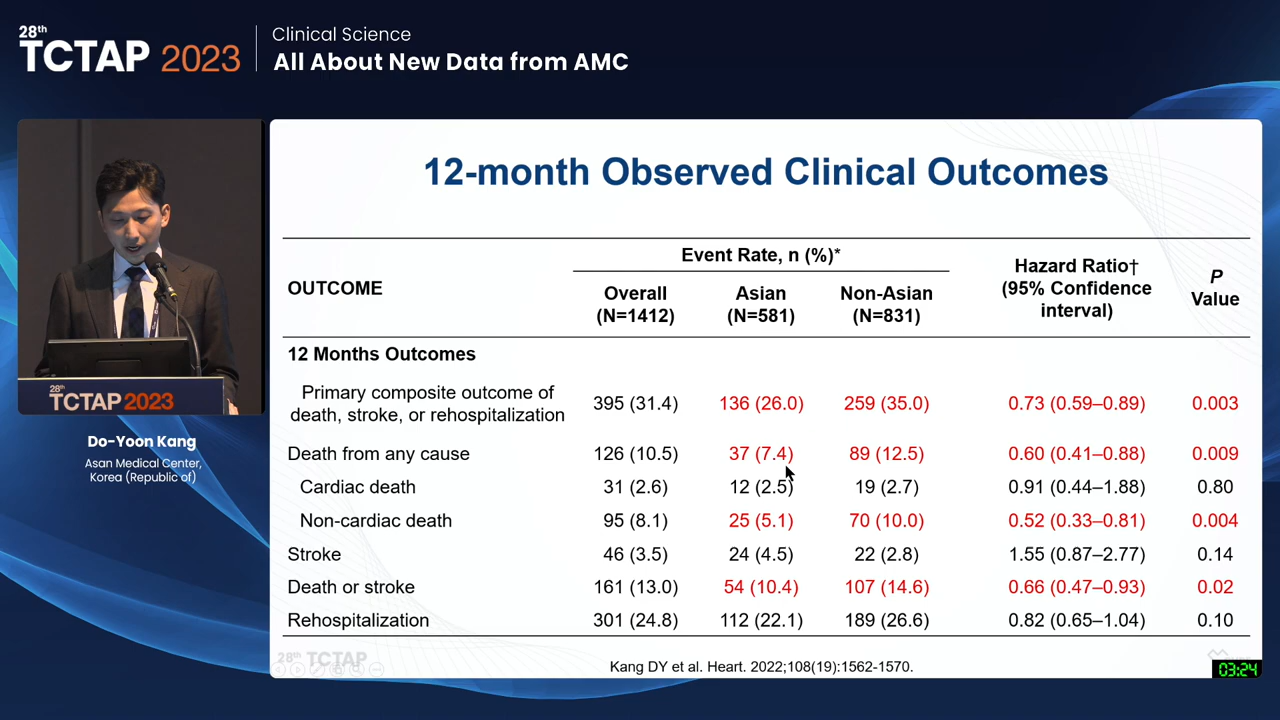 28th
TCTAP 2023
Clinical Science
All About New Data from AMC
28th
TCTAP 2023
Do-Yoon Kang
Asan Medical Center,
Korea (Republic of)
12-month Observed Clinical Outcomes
OUTCOME
Event Rate, n (%)*
Overall
(N=1412)
Asian
(N=581)
Non-Asian
(N=831)
Hazard Ratio†
(95% Confidence
interval)
P
Value
12 Months Outcomes
Primary composite outcome of
death, stroke, or rehospitalization 395 (31.4) 136 (26.0) 259 (35.0) 0.73 (0.59–0.89) 0.003
Death from any cause 126 (10.5) 37 (7.4) 89 (12.5) 0.60 (0.41–0.88) 0.009
Cardiac death 31 (2.6) 12 (2.5) 19 (2.7) 0.91 (0.44–1.88) 0.80
Non-cardiac death 95 (8.1) 25 (5.1) 70 (10.0) 0.52 (0.33–0.81) 0.004
Stroke 46 (3.5) 24 (4.5) 22 (2.8) 1.55 (0.87–2.77) 0.14
Death or stroke 161 (13.0) 54 (10.4) 107 (14.6) 0.66 (0.47–0.93) 0.02
Rehospitalization 301 (24.8) 112 (22.1) 189 (26.6) 0.82 (0.65–1.04) 0.10
28th TCTAP
Kang DY et al. Heart. 2022;108(19):1562-1570.
03:24